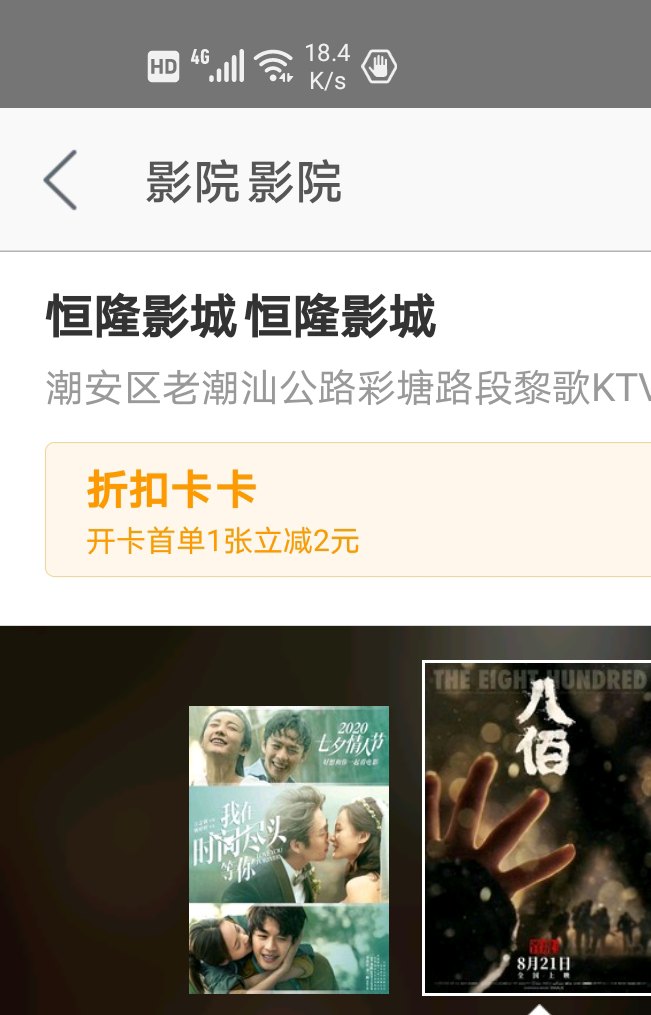 HD 4G 18.4 K/s
影院影院
恒隆影城恒隆影城
潮安区老潮汕公路彩塘路段黎歌KTV
折扣卡卡
开卡首单1张立减2元
2020
七夕情人节
我在
时间尽头
等你
THE EIGHT HUNDRED
八
佰
8月21日
全国上映